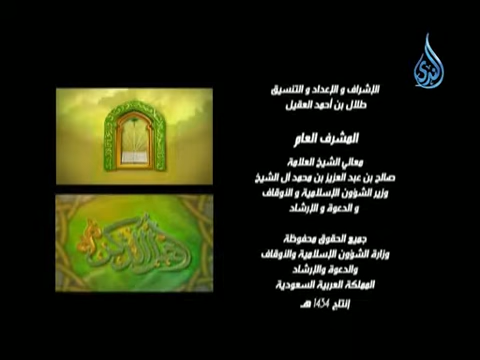 الندى
الإشراف و الإعداد و التنسيق
طلال بن أحمد العقيل
المشرف العام
معالي الشيخ العلامة
صالح بن عبد العزيز بن محمد آل الشيخ
وزير الشؤون الإسلامية و الأوقاف
و الدعوة و الإرشاد
جميع الحقوق محفوظة
وزارة الشؤون الإسلامية والأوقاف
والدعوة والإرشاد
المملكة العربية السعودية
إنتاج 1434 هـ